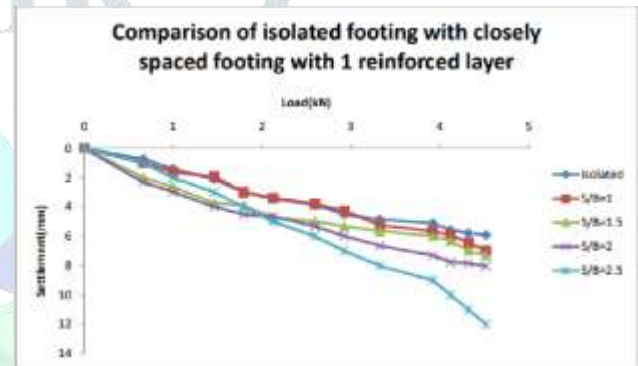 Comparison of isolated footing with closely
spaced footing with 1 reinforced layer
Load(kN)
0 1 2 3 4 5
0
2
4
6
8
10
12
14
Settlement(mm)
Isolated
S/B=1
S/B=1.5
S/B=2
S/B=2.5